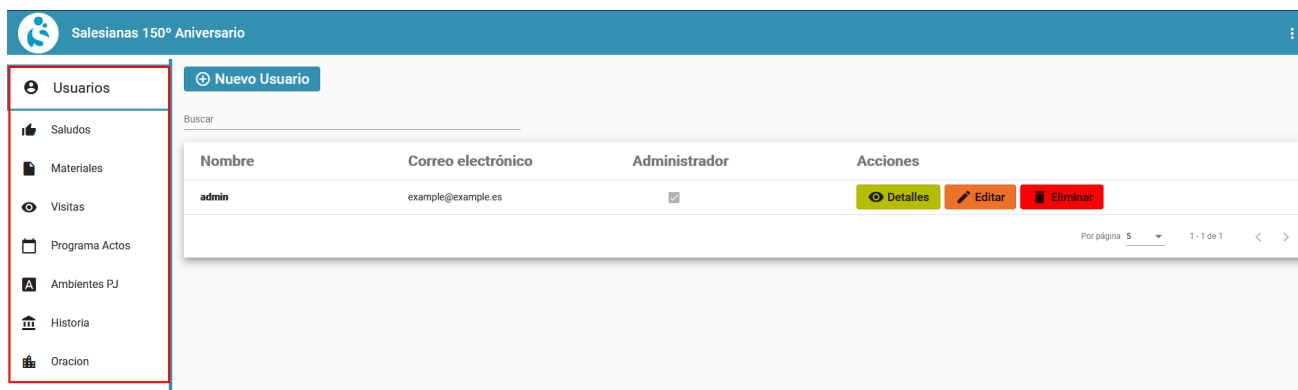 Salesianas 150º Aniversario
Usuarios
Saludos
Materiales
Visitas
Programa Actos
Ambientes PJ
Historia
Oracion
Nuevo Usuario
Buscar
Nombre Correo electrónico Administrador Acciones
admin example@example.es Detalles Editar Eliminar
Por página 5 1 - 1 de 1